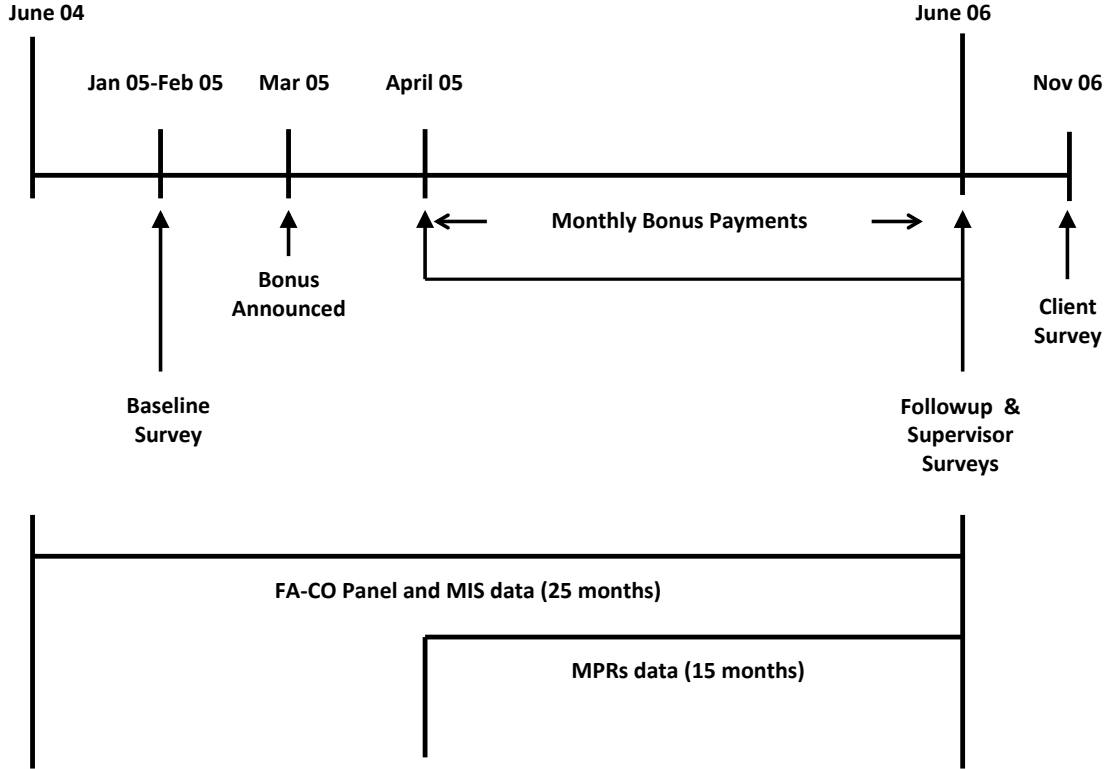 June 04
June 06
Jan 05-Feb 05
Mar 05
April 05
Nov 06
Monthly Bonus Payments
Bonus
Announced
Client
Survey
Baseline
Survey
Followup &
Supervisor
Surveys
FA-CO Panel and MIS data (25 months)
MPRs data (15 months)